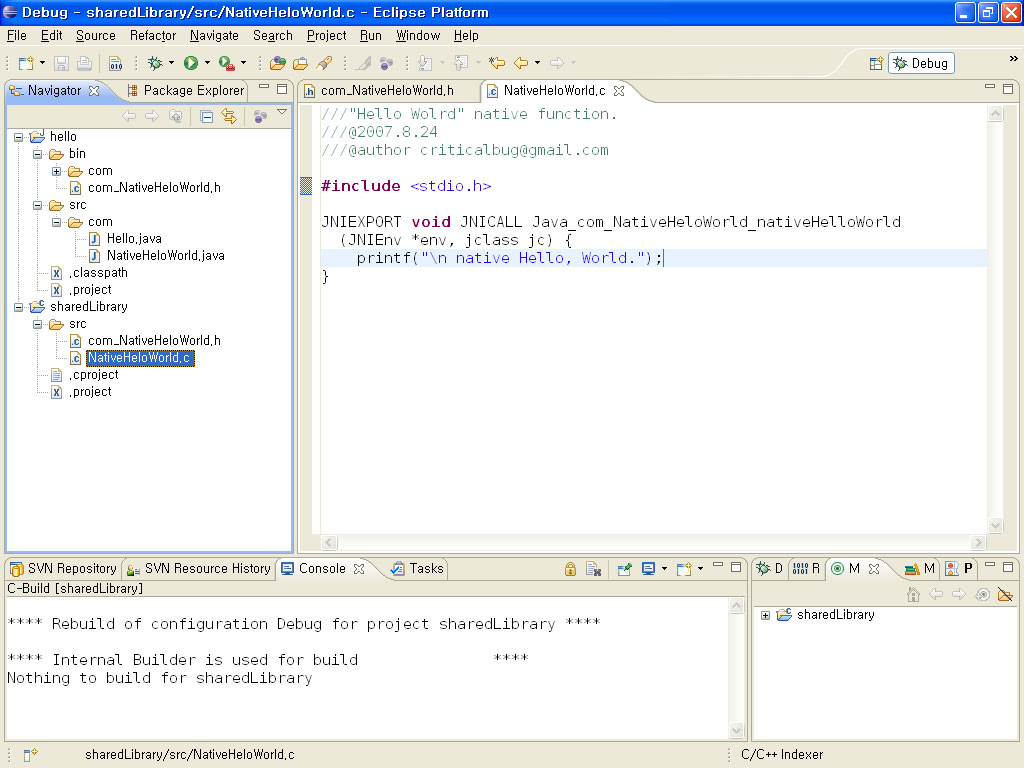 Debug - sharedLibrary/src/NativeHeloWorld.c - Eclipse Platform
File Edit Source Refactor Navigate Search Project Run Window Help
Debug
Navigator Package Explorer
hello
bin
com
com_NativeHeloWorld.h
src
com
Hello.java
NativeHeloWorld.java
.classpath
.project
sharedLibrary
src
com_NativeHeloWorld.h
NativeHeloWorld.c
.cproject
.project
com_NativeHeloWorld.h NativeHeloWorld.c
///"Hello Wolrd" native function.
///@2007.8.24
///@author criticalbug@gmail.com
#include <stdio.h>
JNIEXPORT void JNICALL Java_com_NativeHeloWorld_nativeHelloWorld
(JNIEnv *env, jclass jc) {
printf("\n native Hello, World.");
}
SVN Repository SVN Resource History Console Tasks
C-Build [sharedLibrary]
**** Rebuild of configuration Debug for project sharedLibrary ****
**** Internal Builder is used for build ****
Nothing to build for sharedLibrary
D R M M P
sharedLibrary
sharedLibrary/src/NativeHeloWorld.c C/C++ Indexer